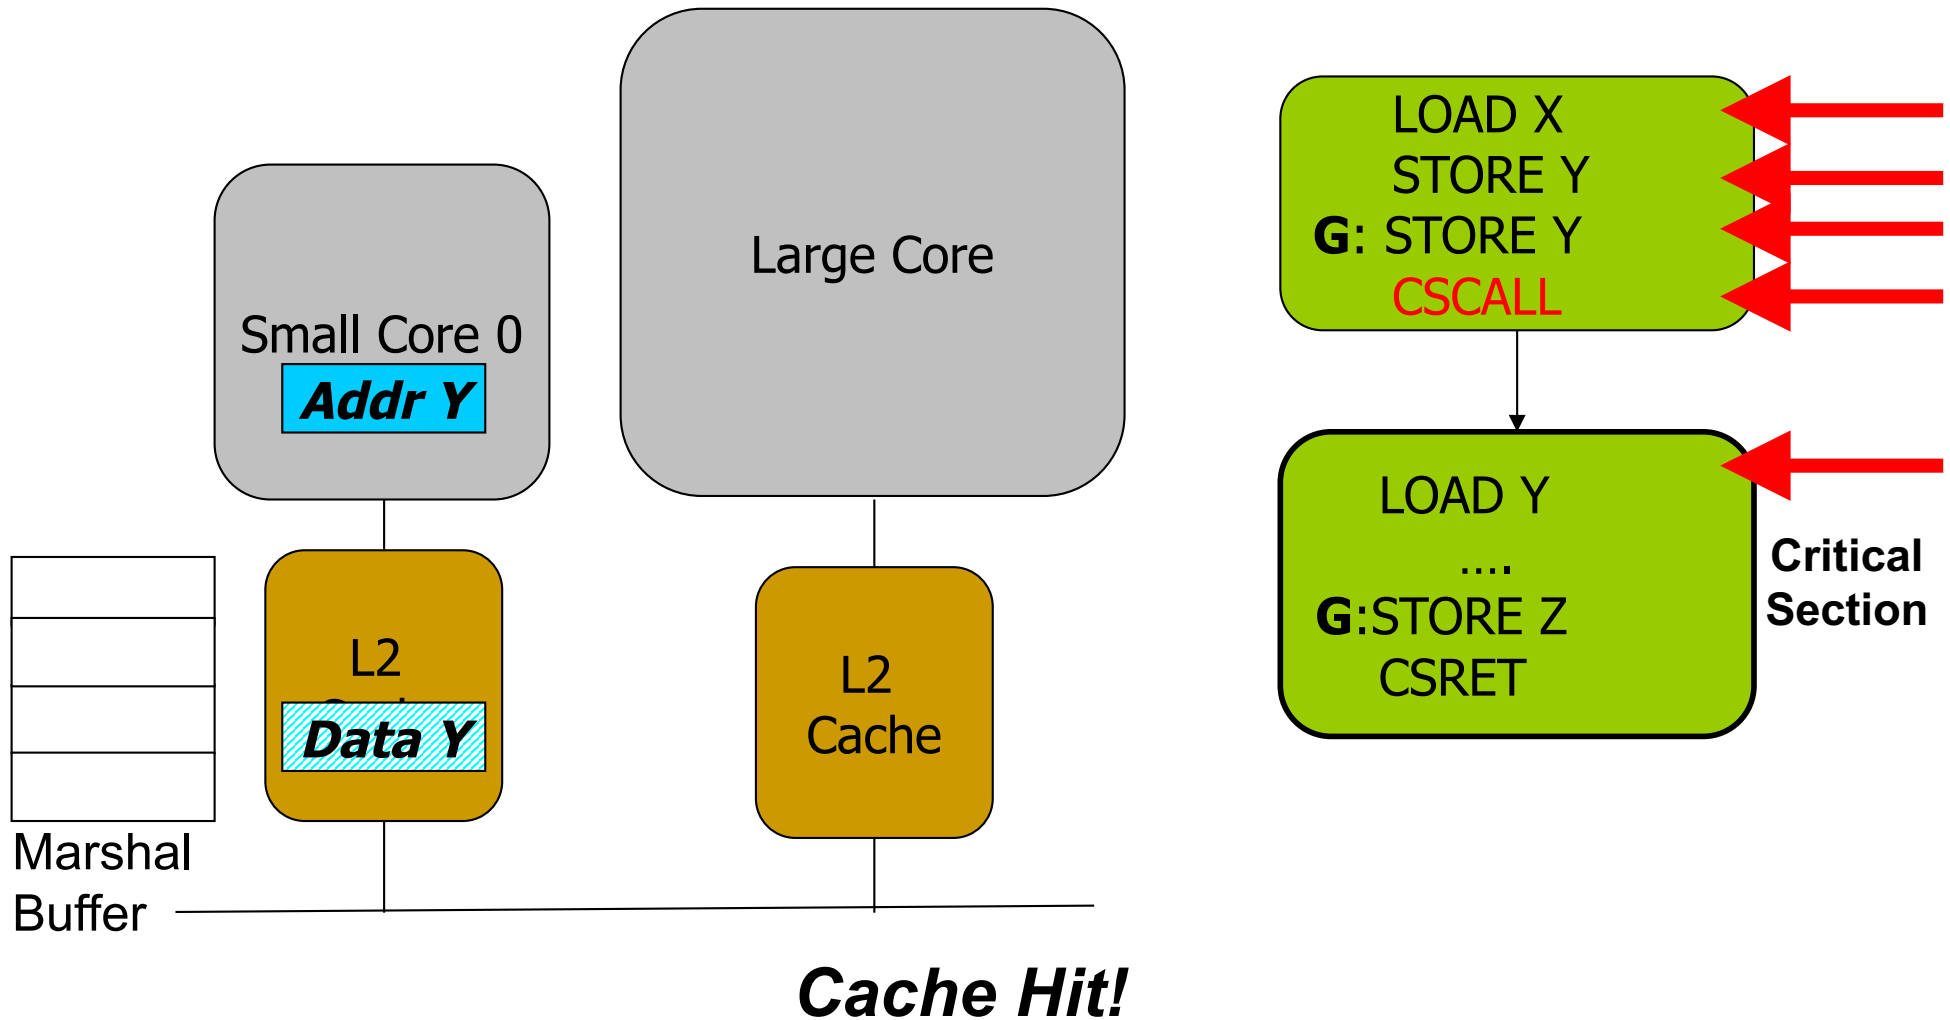 Small Core 0
Addr Y
Large Core
LOAD X
STORE Y
G: STORE Y
CSCALL
LOAD Y
....
G:STORE Z
CSRET
Critical
Section
L2
Data Y
L2
Cache
Marshal
Buffer
Cache Hit!